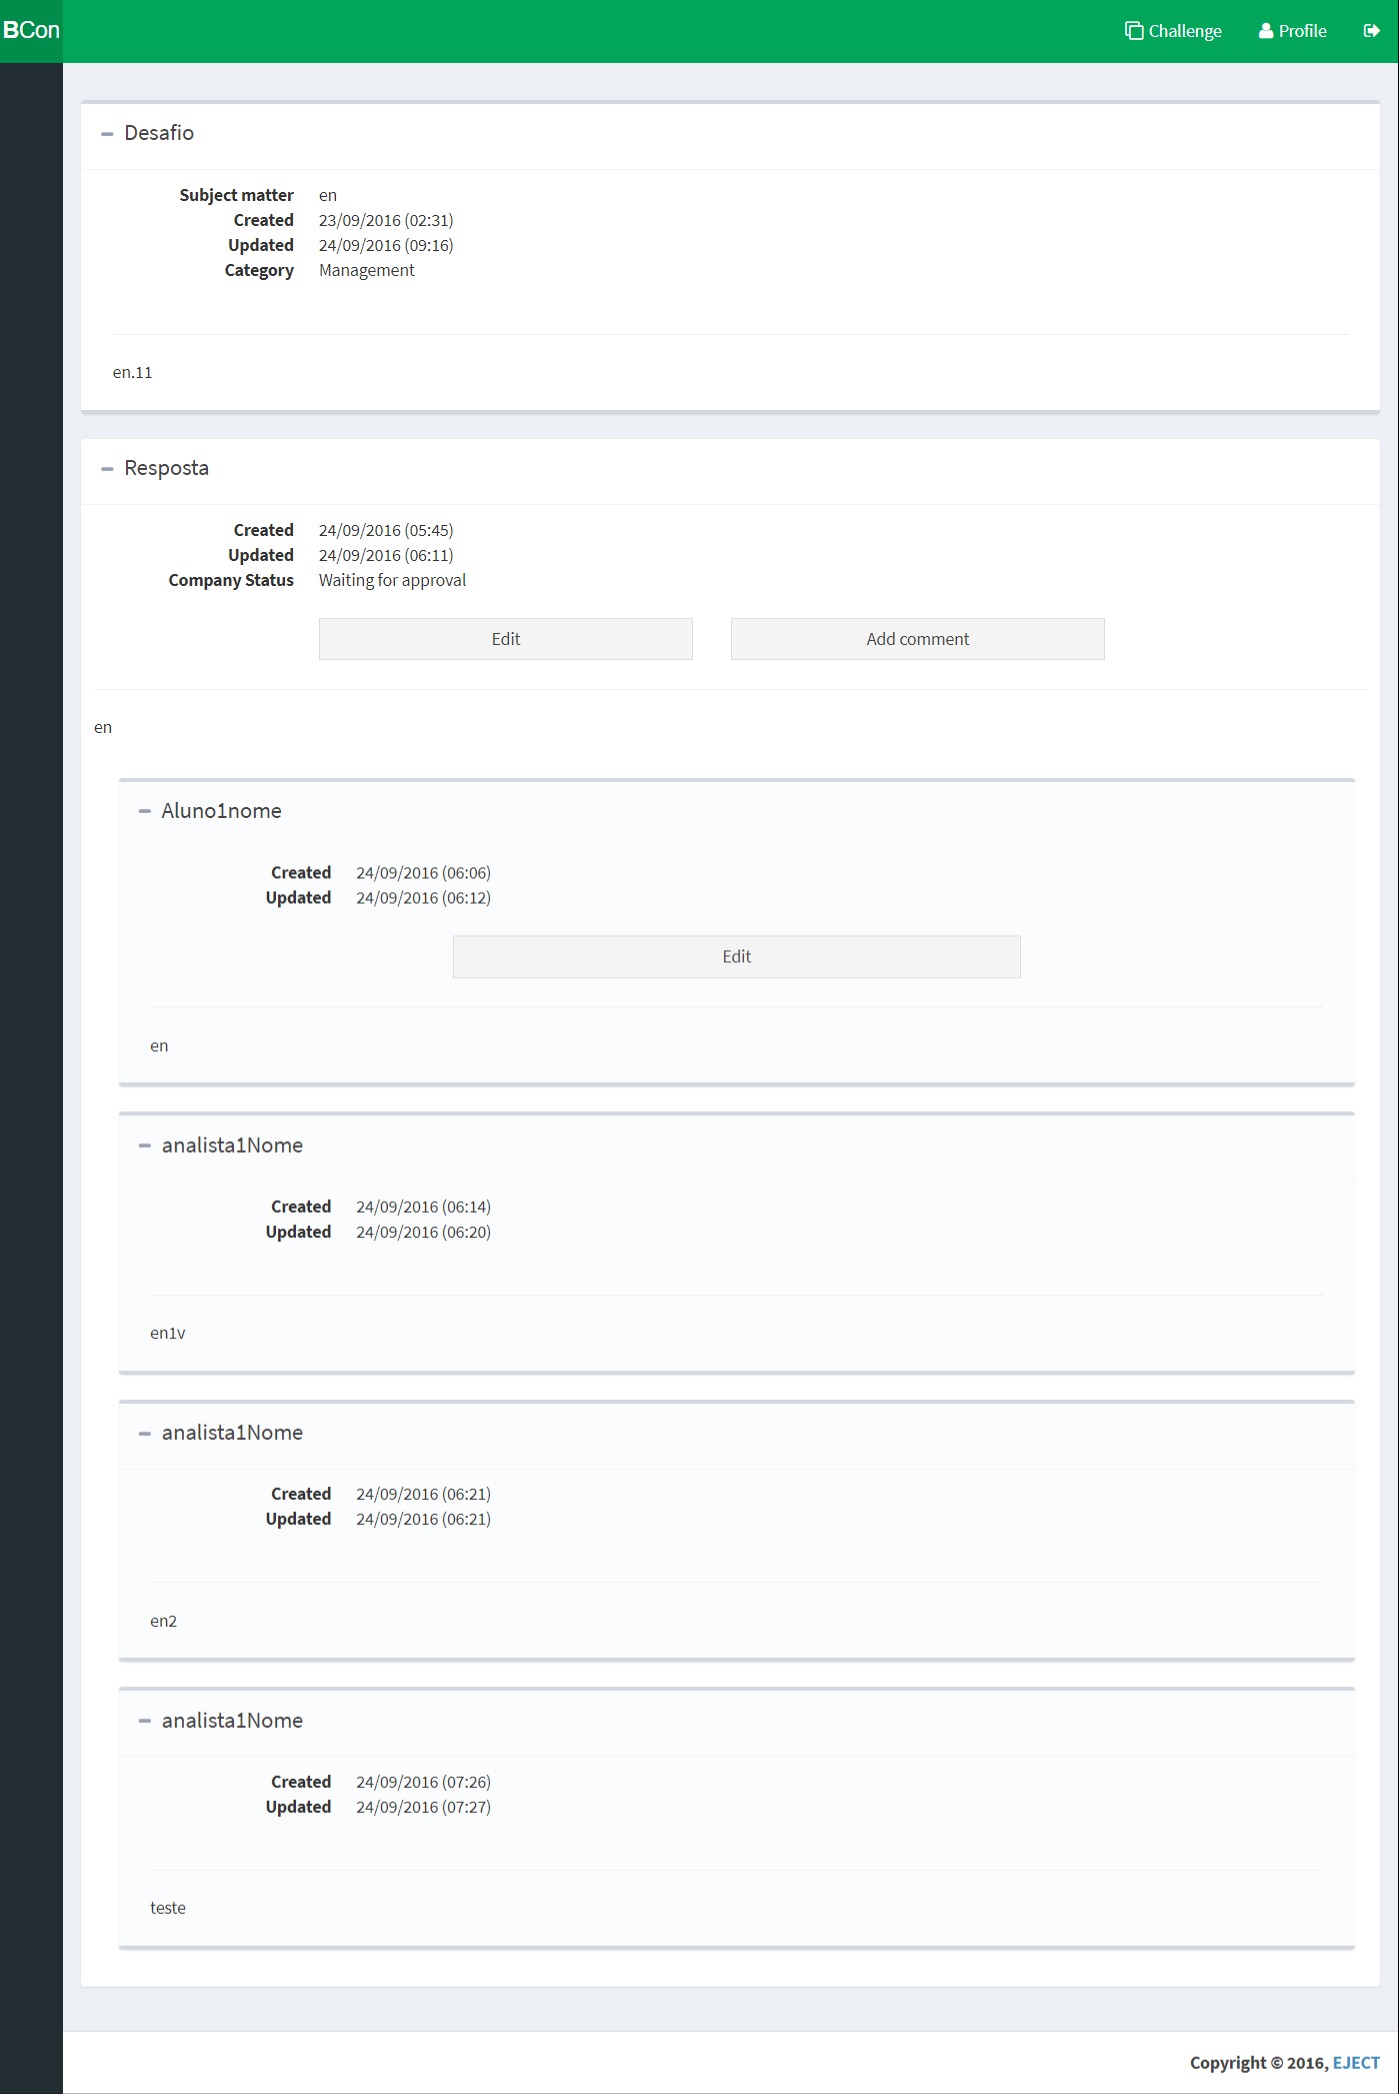 BCon
Challenge Profile
Desafio
Subject matter en
Created 23/09/2016 (02:31)
Updated 24/09/2016 (09:16)
Category Management
en.11
Resposta
Created 24/09/2016 (05:45)
Updated 24/09/2016 (06:11)
Company Status Waiting for approval
Edit Add comment
en
Aluno1nome
Created 24/09/2016 (06:06)
Updated 24/09/2016 (06:12)
Edit
en
analista1Nome
Created 24/09/2016 (06:14)
Updated 24/09/2016 (06:20)
en1v
analista1Nome
Created 24/09/2016 (06:21)
Updated 24/09/2016 (06:21)
en2
analista1Nome
Created 24/09/2016 (07:26)
Updated 24/09/2016 (07:27)
teste
Copyright © 2016, EJECT